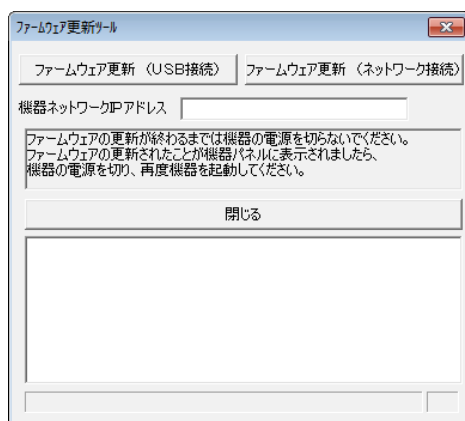 ﾌｧｰﾑｳｪｱ更新ﾂｰﾙ
ファームウェア更新 （USB接続）
ファームウェア更新 （ネットワーク接続）
機器ネットワークIPアドレス
ファームウェアの更新が終わるまでは機器の電源を切らないでください。
ファームウェアの更新されたことが機器パネルに表示されましたら、
機器の電源を切り、再度機器を起動してください。
閉じる